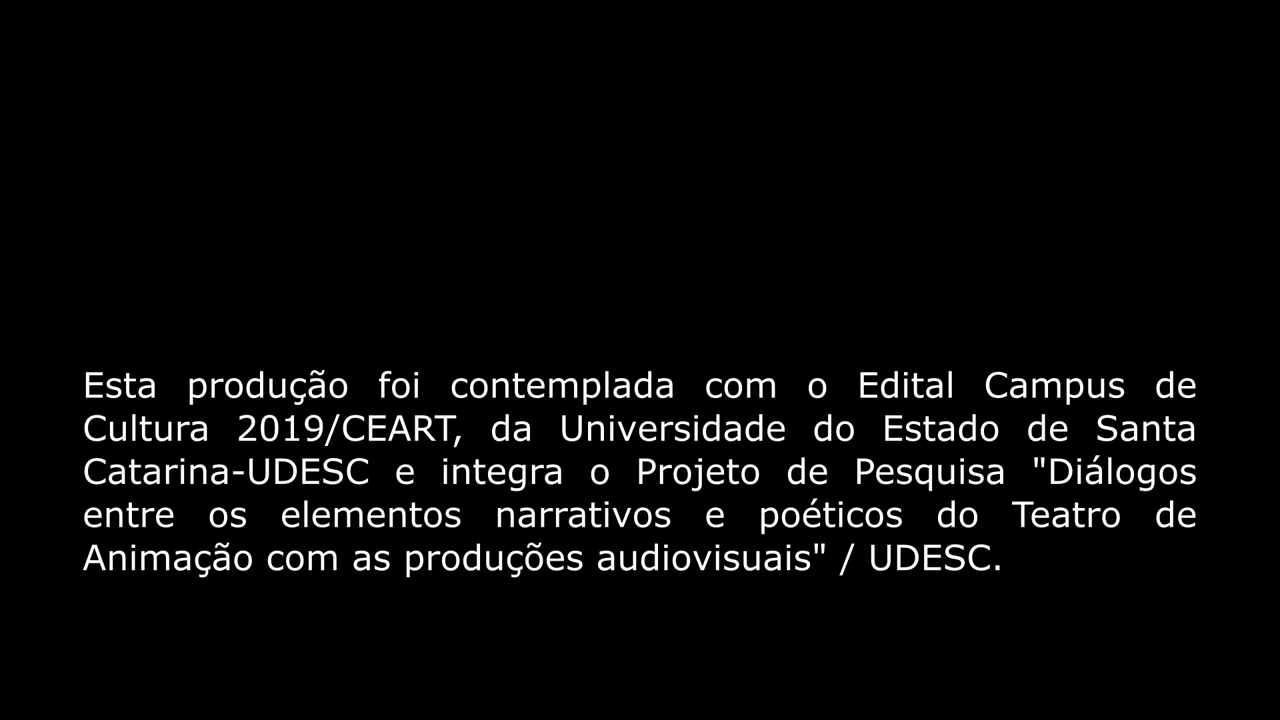 Esta produção foi contemplada com o Edital Campus de
Cultura 2019/CEART, da Universidade do Estado de Santa
Catarina-UDESC e integra o Projeto de Pesquisa "Diálogos
entre os elementos narrativos e poéticos do Teatro de
Animação com as produções audiovisuais" / UDESC.